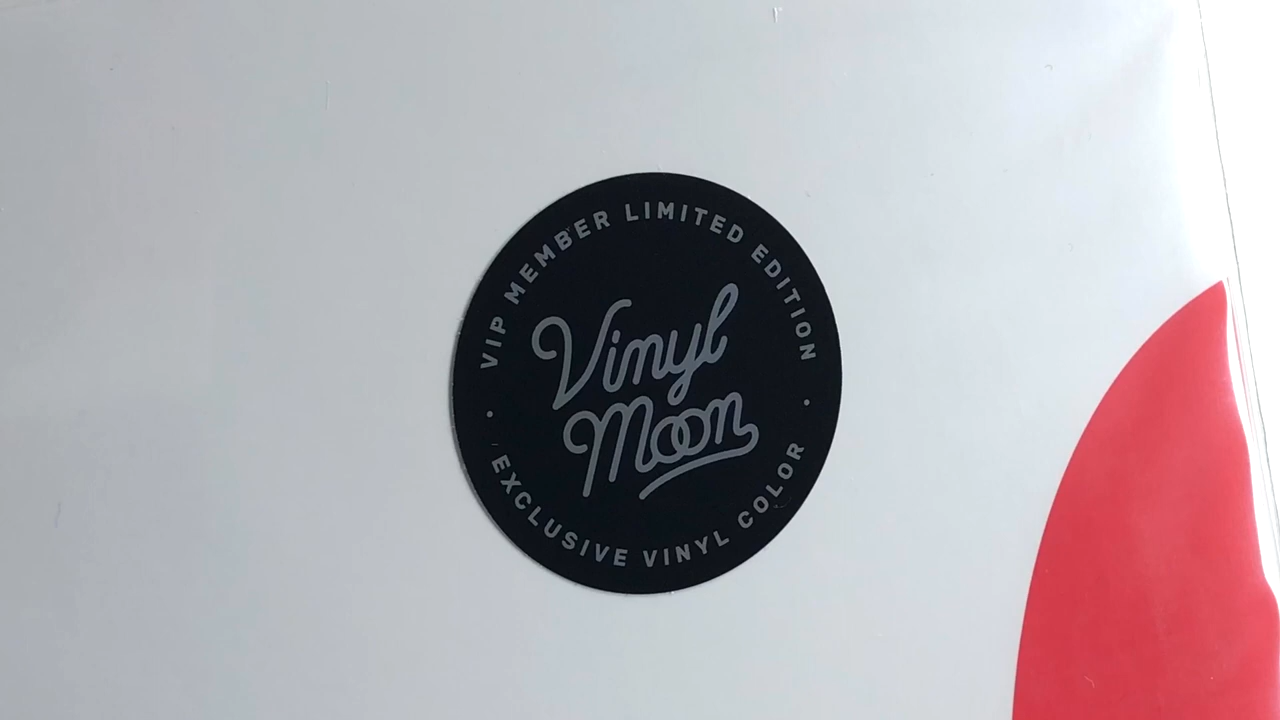 VIP MEMBER LIMITED EDITION
Vinyl
Moon
EXCLUSIVE VINYL COLOR